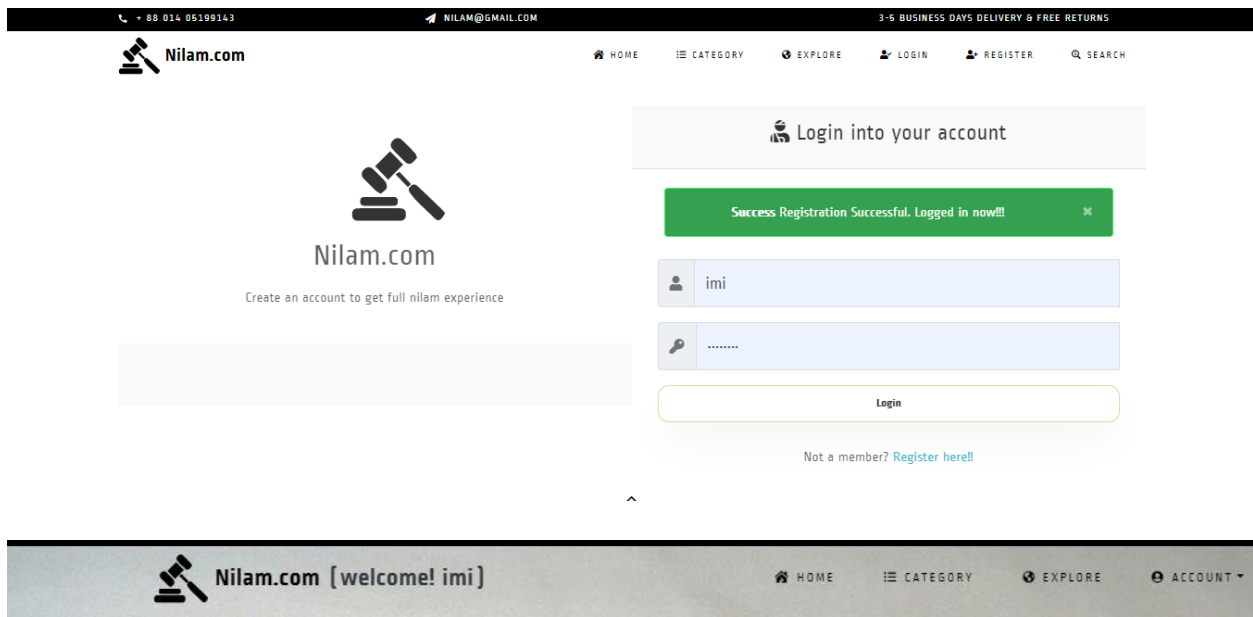 + 88 014 05199143 NILAM@GMAIL.COM 3-5 BUSINESS DAYS DELIVERY & FREE RETURNS
Nilam.com HOME CATEGORY EXPLORE LOGIN REGISTER SEARCH
Login into your account
Success Registration Successful. Logged in now!!!
Nilam.com
imi
Create an account to get full nilam experience
........
Login
Not a member? Register here!!
Nilam.com (welcome! imi) HOME CATEGORY EXPLORE ACCOUNT